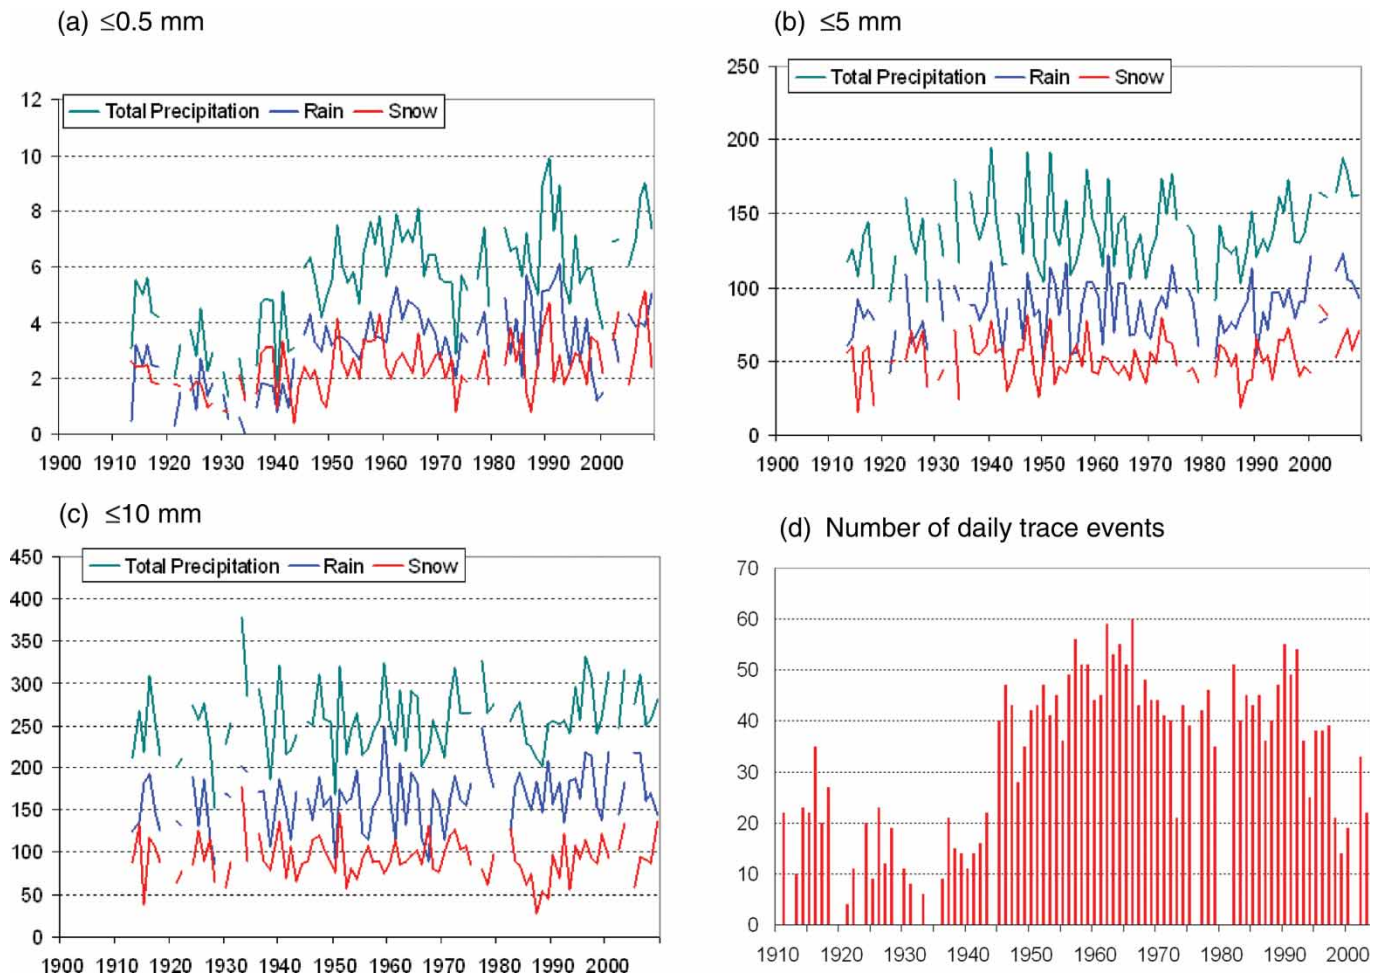 (a) ≤0.5 mm
12
10
8
6
4
2
0
Total Precipitation Rain Snow
1900 1910 1920 1930 1940 1950 1960 1970 1980 1990 2000
(b) ≤5 mm
250
200
150
100
50
0
Total Precipitation Rain Snow
1900 1910 1920 1930 1940 1950 1960 1970 1980 1990 2000
(c) ≤10 mm
450
400
350
300
250
200
150
100
50
0
Total Precipitation Rain Snow
1900 1910 1920 1930 1940 1950 1960 1970 1980 1990 2000
(d) Number of daily trace events
70
60
50
40
30
20
10
0
1910 1920 1930 1940 1950 1960 1970 1980 1990 2000